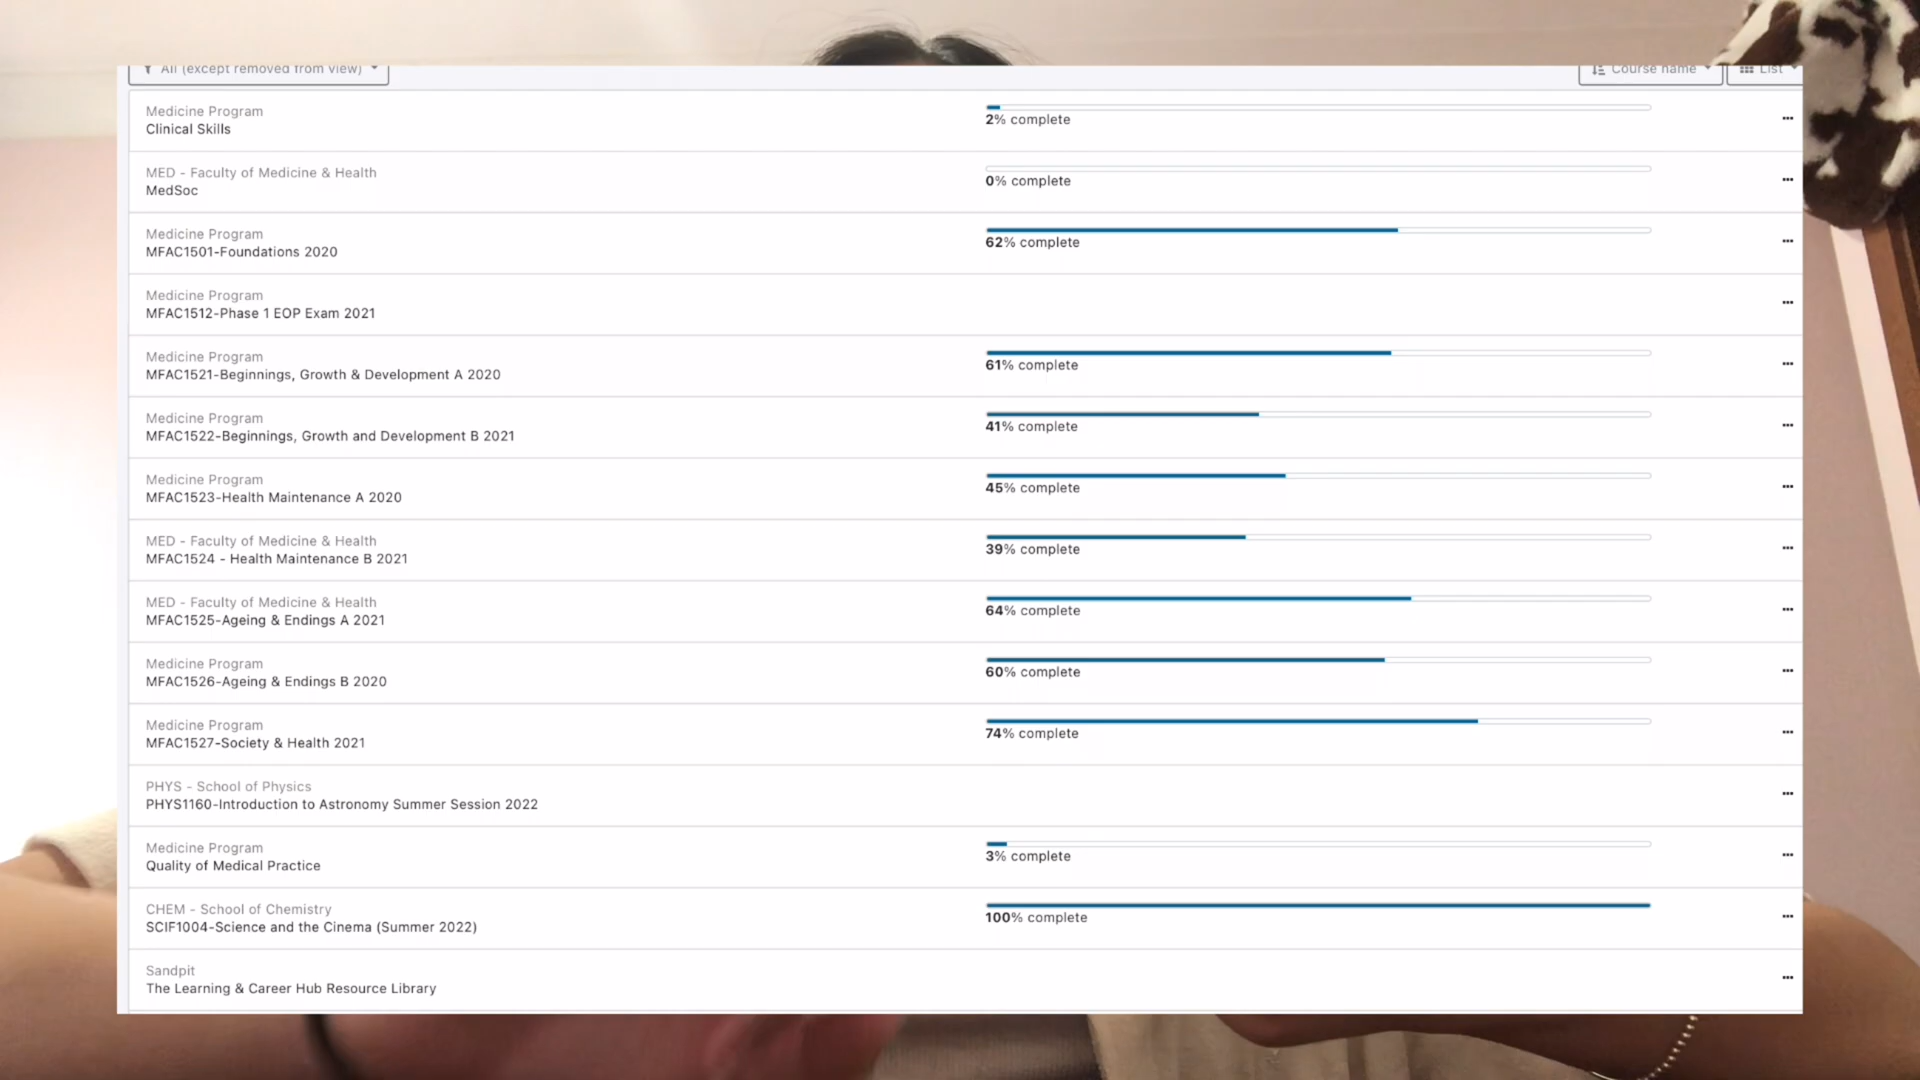 All (except removed from view)
Course name
List
Medicine Program
Clinical Skills
2% complete
MED - Faculty of Medicine & Health
MedSoc
0% complete
Medicine Program
MFAC1501-Foundations 2020
62% complete
Medicine Program
MFAC1512-Phase 1 EOP Exam 2021
Medicine Program
MFAC1521-Beginnings, Growth & Development A 2020
61% complete
Medicine Program
MFAC1522-Beginnings, Growth and Development B 2021
41% complete
Medicine Program
MFAC1523-Health Maintenance A 2020
45% complete
MED - Faculty of Medicine & Health
MFAC1524 - Health Maintenance B 2021
39% complete
MED - Faculty of Medicine & Health
MFAC1525-Ageing & Endings A 2021
64% complete
Medicine Program
MFAC1526-Ageing & Endings B 2020
60% complete
Medicine Program
MFAC1527-Society & Health 2021
74% complete
PHYS - School of Physics
PHYS1160-Introduction to Astronomy Summer Session 2022
Medicine Program
Quality of Medical Practice
3% complete
CHEM - School of Chemistry
SCIF1004-Science and the Cinema (Summer 2022)
100% complete
Sandpit
The Learning & Career Hub Resource Library